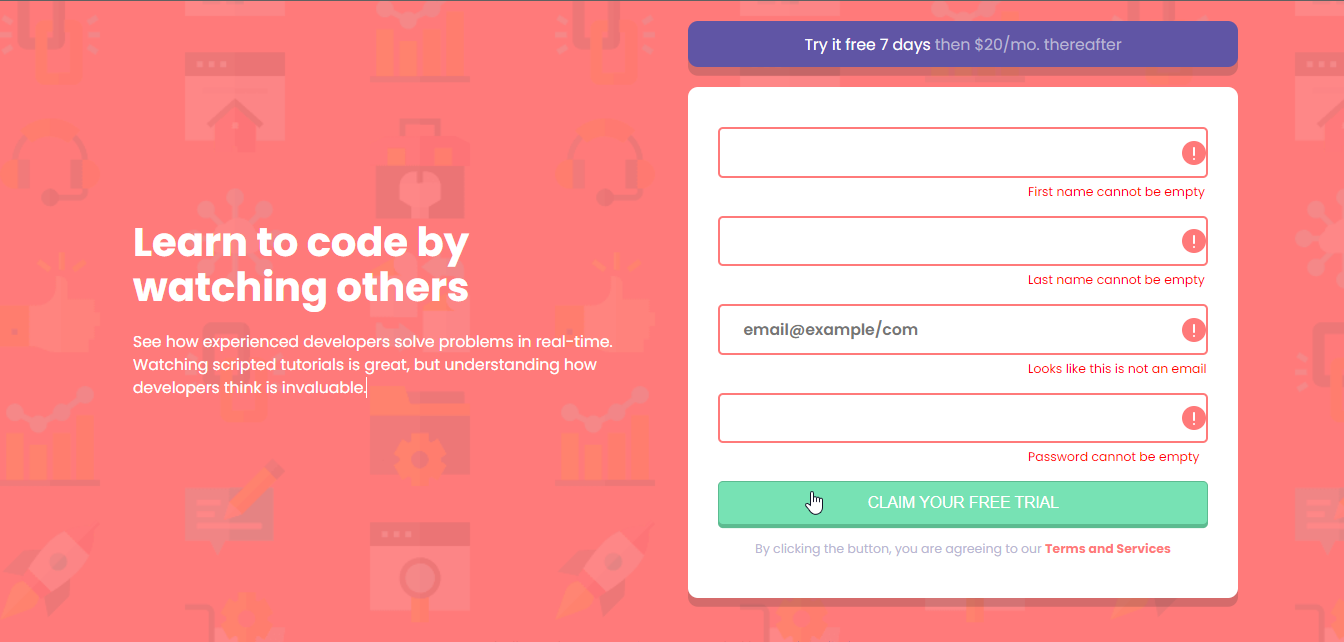 Try it free 7 days then $20/mo. thereafter
Learn to code by
watching others
See how experienced developers solve problems in real-time.
Watching scripted tutorials is great, but understanding how
developers think is invaluable.
First name cannot be empty
Last name cannot be empty
email@example/com
Looks like this is not an email
Password cannot be empty
CLAIM YOUR FREE TRIAL
By clicking the button, you are agreeing to our Terms and Services